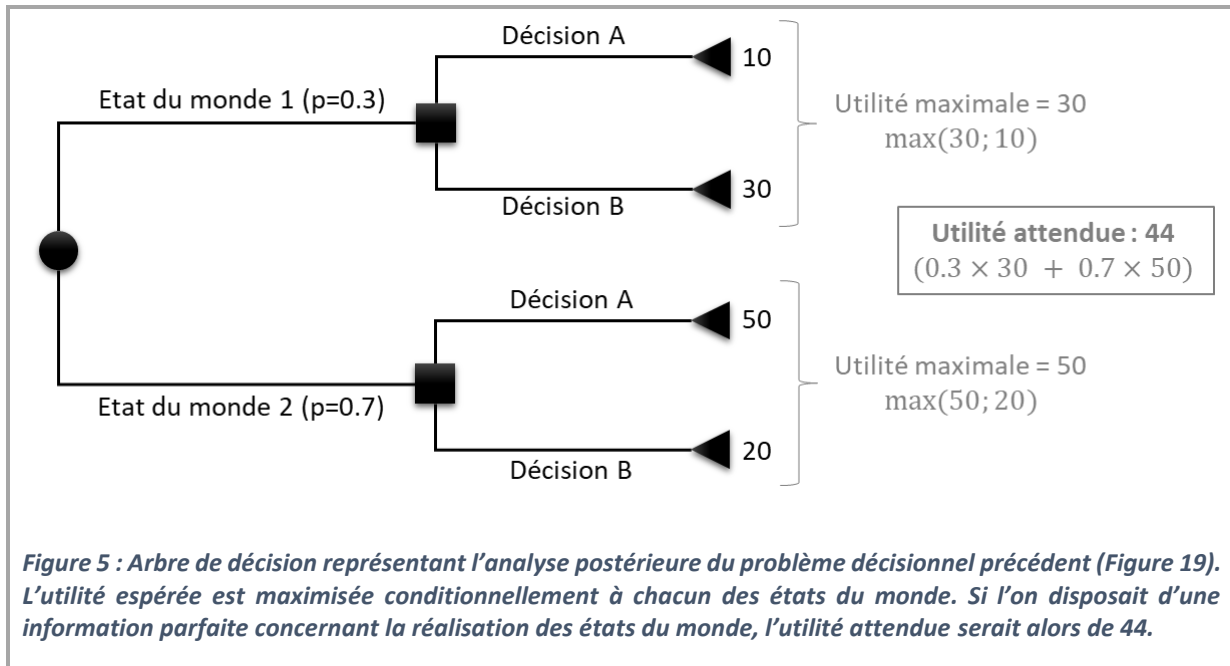 Décision A
10
Etat du monde 1 (p=0.3)
Utilité maximale = 30
max(30; 10)
30
Décision B
Utilité attendue : 44
(0.3 × 30 + 0.7 × 50)
Décision A
50
Utilité maximale = 50
max(50; 20)
Etat du monde 2 (p=0.7)
20
Décision B
Figure 5 : Arbre de décision représentant l’analyse postérieure du problème décisionnel précédent (Figure 19).
L’utilité espérée est maximisée conditionnellement à chacun des états du monde. Si l’on disposait d’une
information parfaite concernant la réalisation des états du monde, l’utilité attendue serait alors de 44.